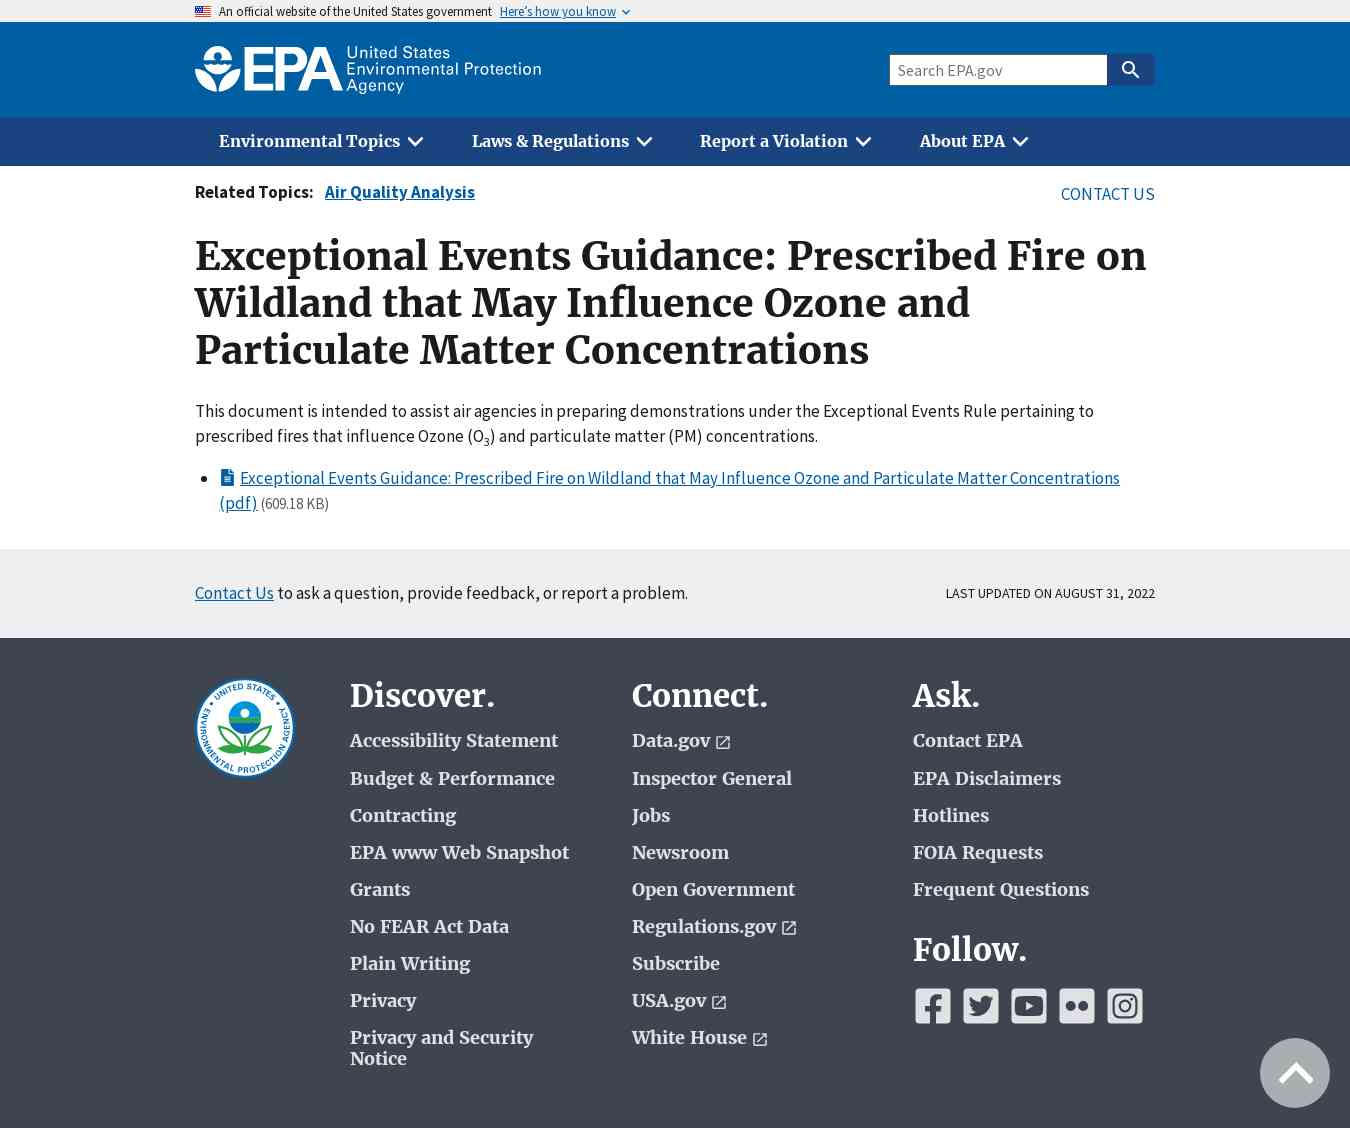 An official website of the United States government Here's how you know
EPA United States
Environmental Protection
Agency
Search EPA.gov
Environmental Topics Laws & Regulations Report a Violation About EPA
Related Topics: Air Quality Analysis CONTACT US
Exceptional Events Guidance: Prescribed Fire on
Wildland that May Influence Ozone and
Particulate Matter Concentrations
This document is intended to assist air agencies in preparing demonstrations under the Exceptional Events Rule pertaining to
prescribed fires that influence Ozone (O3) and particulate matter (PM) concentrations.
Exceptional Events Guidance: Prescribed Fire on Wildland that May Influence Ozone and Particulate Matter Concentrations
(pdf) (609.18 KB)
Contact Us to ask a question, provide feedback, or report a problem. LAST UPDATED ON AUGUST 31, 2022
UNITED STATES
ENVIRONMENTAL PROTECTION AGENCY
Discover.
Accessibility Statement
Budget & Performance
Contracting
EPA www Web Snapshot
Grants
No FEAR Act Data
Plain Writing
Privacy
Privacy and Security
Notice
Connect.
Data.gov
Inspector General
Jobs
Newsroom
Open Government
Regulations.gov
Subscribe
USA.gov
White House
Ask.
Contact EPA
EPA Disclaimers
Hotlines
FOIA Requests
Frequent Questions
Follow.